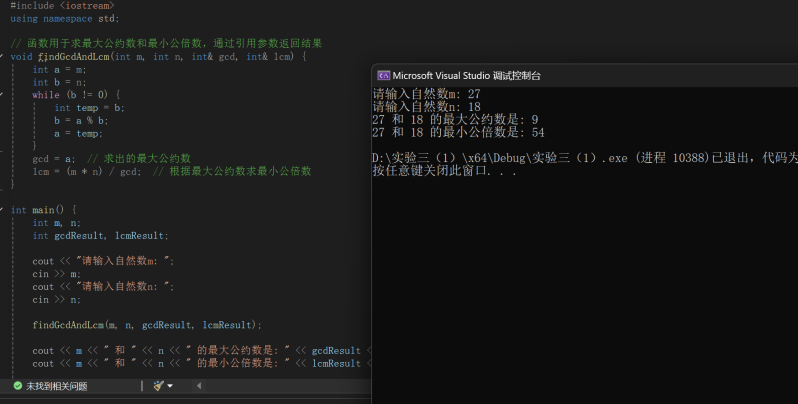 #include <iostream>
using namespace std;
// 函数用于求最大公约数和最小公倍数，通过引用参数返回结果
void findGcdAndLcm(int m, int n, int& gcd, int& lcm) {
int a = m;
int b = n;
while (b != 0) {
int temp = b;
b = a % b;
a = temp;
}
gcd = a;  // 求出的最大公约数
lcm = (m * n) / gcd;  // 根据最大公约数求最小公倍数
}
int main() {
int m, n;
int gcdResult, lcmResult;
cout << "请输入自然数m: ";
cin >> m;
cout << "请输入自然数n: ";
cin >> n;
findGcdAndLcm(m, n, gcdResult, lcmResult);
cout << m << " 和 " << n << " 的最大公约数是: " << gcdResult <
cout << m << " 和 " << n << " 的最小公倍数是: " << lcmResult <
未找到相关问题
Microsoft Visual Studio 调试控制台
请输入自然数m: 27
请输入自然数n: 18
27 和 18 的最大公约数是: 9
27 和 18 的最小公倍数是: 54
D:\实验三（1）\x64\Debug\实验三（1）.exe (进程 10388)已退出，代码为
按任意键关闭此窗口. . .